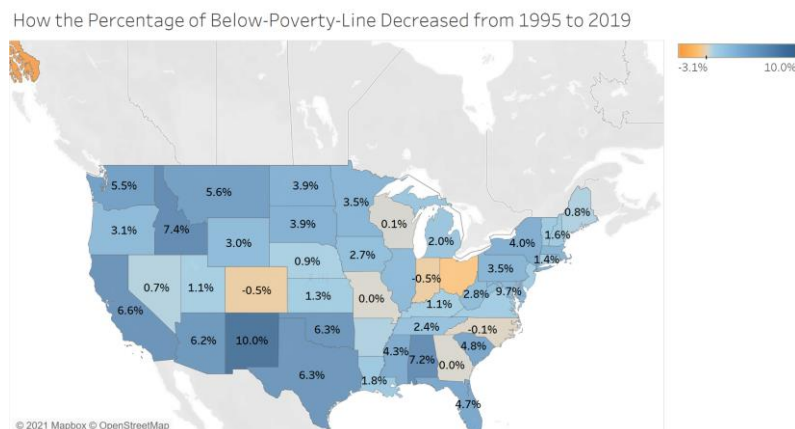 How the Percentage of Below-Poverty-Line Decreased from 1995 to 2019
-3.1% 10.0%
5.5% 5.6% 3.9% 3.5% 0.1% 0.8%
3.1% 7.4% 3.0% 3.9% 2.7% 2.0% 4.0% 1.6%
0.9% 3.5% 1.4%
0.7% 1.1% -0.5% 1.3% 0.0% -0.5% 2.8% 9.7%
6.6% 1.1%
6.2% 10.0% 6.3% 2.4% -0.1%
4.3% 7.2% 0.0% 4.8%
6.3% 1.8%
4.7%
© 2021 Mapbox © OpenStreetMap